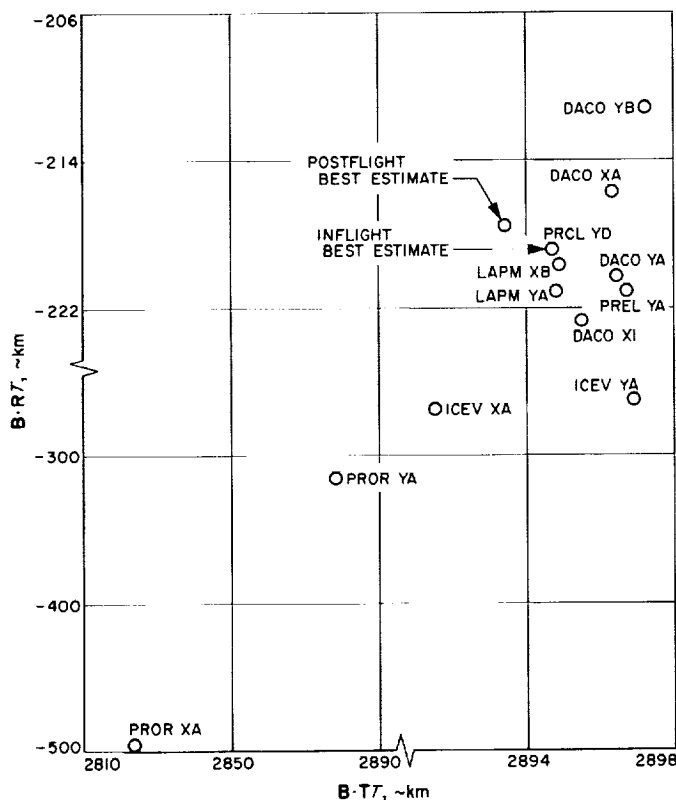 -206
DACO YB
-214
POSTFLIGHT
BEST ESTIMATE
DACO XA
INFLIGHT
BEST ESTIMATE
PRCL YD
DACO YA
LAPM XB
LAPM YA
PREL YA
-222
DACO XI
B·RT, ~km
ICEV YA
ICEV XA
-300
PROR YA
-400
PROR XA
-500
2810
2850
2890
2894
2898
B·TT, ~km